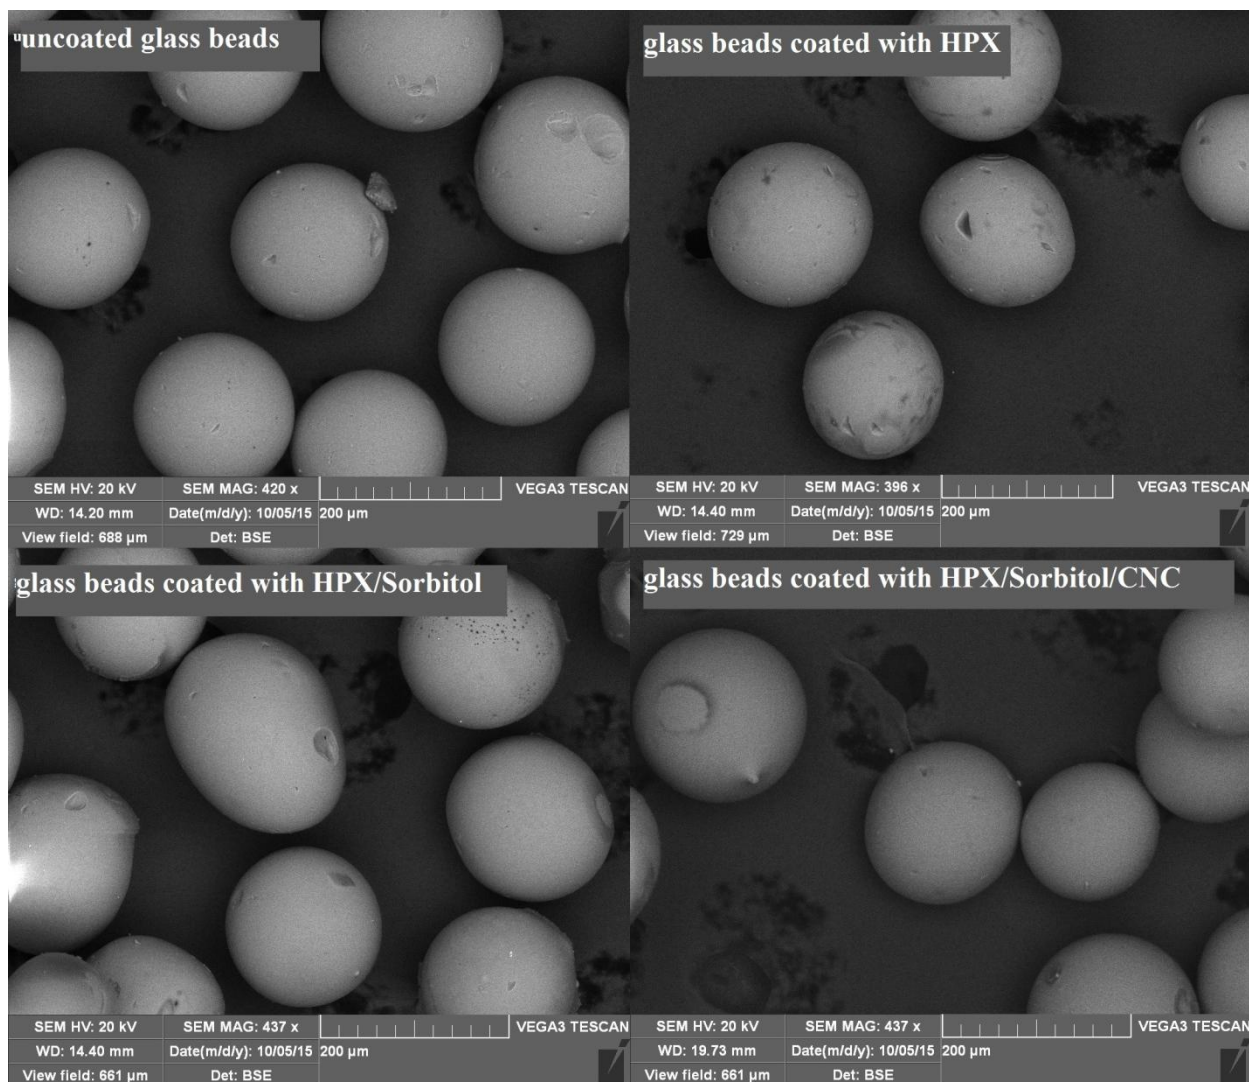 uuncoated glass beads
glass beads coated with HPX
SEM HV: 20 kV
SEM MAG: 420 x
VEGA3 TESCAN
WD: 14.20 mm
Date(m/d/y): 10/05/15
200 µm
View field: 688 µm
Det: BSE
SEM HV: 20 kV
SEM MAG: 396 x
VEGA3 TESCAN
WD: 14.40 mm
Date(m/d/y): 10/05/15
200 µm
View field: 729 µm
Det: BSE
glass beads coated with HPX/Sorbitol
glass beads coated with HPX/Sorbitol/CNC
SEM HV: 20 kV
SEM MAG: 437 x
VEGA3 TESCAN
WD: 14.40 mm
Date(m/d/y): 10/05/15
200 µm
View field: 661 µm
Det: BSE
SEM HV: 20 kV
SEM MAG: 437 x
VEGA3 TESCAN
WD: 19.73 mm
Date(m/d/y): 10/05/15
200 µm
View field: 661 µm
Det: BSE